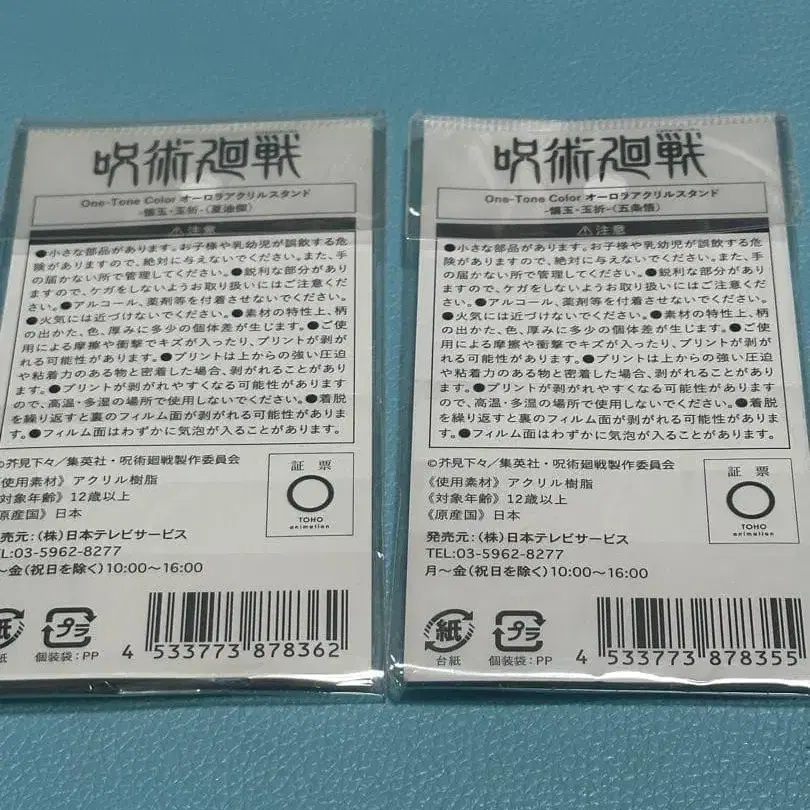 呪術廻戦
One-Tone Color オーロラアクリルスタンド
-懐玉・玉折-(夏油傑)
⚠注意
●小さな部品があります。お子様や乳幼児が誤飲する危
険がありますので、絶対に与えないでください。また、手
の届かない所で管理してください。●鋭利な部分があり
ますので、ケガをしないようお取り扱いにはご注意くださ
い。●アルコール、薬剤等を付着させないでください。
●火気には近づけないでください。●素材の特性上、柄
の出かた、色、厚みに多少の個体差が生じます。●ご使
用による摩擦や衝撃でキズが入ったり、プリントが剥が
れる可能性があります。●プリントは上からの強い圧迫
や粘着力のある物と密着した場合、剥がれることがあり
ます。●プリントが剥がれやすくなる可能性があります
ので、高温・多湿の場所で使用しないでください。●着脱
を繰り返すと裏のフィルム面が剥がれる可能性がありま
す。●フィルム面はわずかに気泡が入ることがあります。
©芥見下々／集英社・呪術廻戦製作委員会
《使用素材》アクリル樹脂
《対象年齢》12歳以上
《原産国》日本
証票
TOHO
animation
発売元:(株)日本テレビサービス
TEL:03-5962-8277
月〜金(祝日を除く)10:00〜16:00
紙
プラ
個装袋:PP
4 533773 878362
呪術廻戦
One-Tone Color オーロラアクリルスタンド
-懐玉・玉折-(五条悟)
⚠注意
●小さな部品があります。お子様や乳幼児が誤飲する危
険がありますので、絶対に与えないでください。また、手
の届かない所で管理してください。●鋭利な部分があり
ますので、ケガをしないようお取り扱いにはご注意くださ
い。●アルコール、薬剤等を付着させないでください。
●火気には近づけないでください。●素材の特性上、柄
の出かた、色、厚みに多少の個体差が生じます。●ご使
用による摩擦や衝撃でキズが入ったり、プリントが剥が
れる可能性があります。●プリントは上からの強い圧迫
や粘着力のある物と密着した場合、剥がれることがあり
ます。●プリントが剥がれやすくなる可能性があります
ので、高温・多湿の場所で使用しないでください。●着脱
を繰り返すと裏のフィルム面が剥がれる可能性がありま
す。●フィルム面はわずかに気泡が入ることがあります。
©芥見下々／集英社・呪術廻戦製作委員会
《使用素材》アクリル樹脂
《対象年齢》12歳以上
《原産国》日本
証票
TOHO
animation
発売元:(株)日本テレビサービス
TEL:03-5962-8277
月〜金(祝日を除く)10:00〜16:00
紙
台紙
プラ
個装袋:PP
4 533773 878355